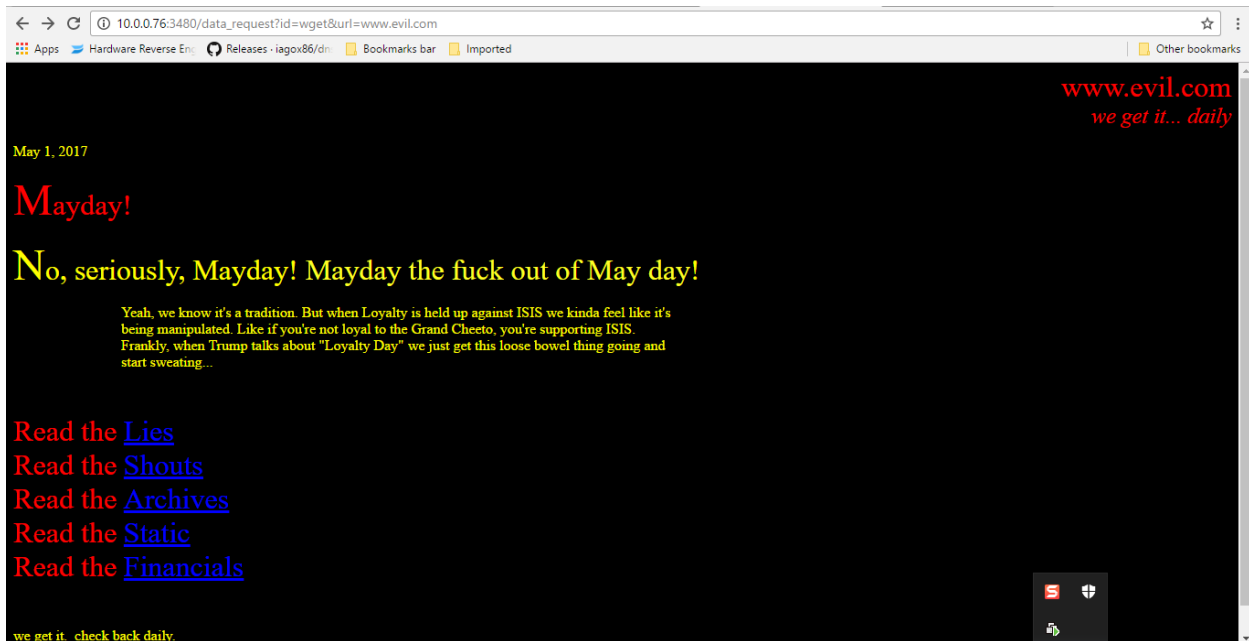 10.0.0.76:3480/data_request?id=wget&url=www.evil.com
Apps Hardware Reverse Eng Releases · iagox86/dn Bookmarks bar Imported Other bookmarks
www.evil.com
we get it... daily
May 1, 2017
Mayday!
No, seriously, Mayday! Mayday the fuck out of May day!
Yeah, we know it's a tradition. But when Loyalty is held up against ISIS we kinda feel like it's
being manipulated. Like if you're not loyal to the Grand Cheeto, you're supporting ISIS.
Frankly, when Trump talks about "Loyalty Day" we just get this loose bowel thing going and
start sweating...
Read the Lies
Read the Shouts
Read the Archives
Read the Static
Read the Financials
we get it. check back daily.